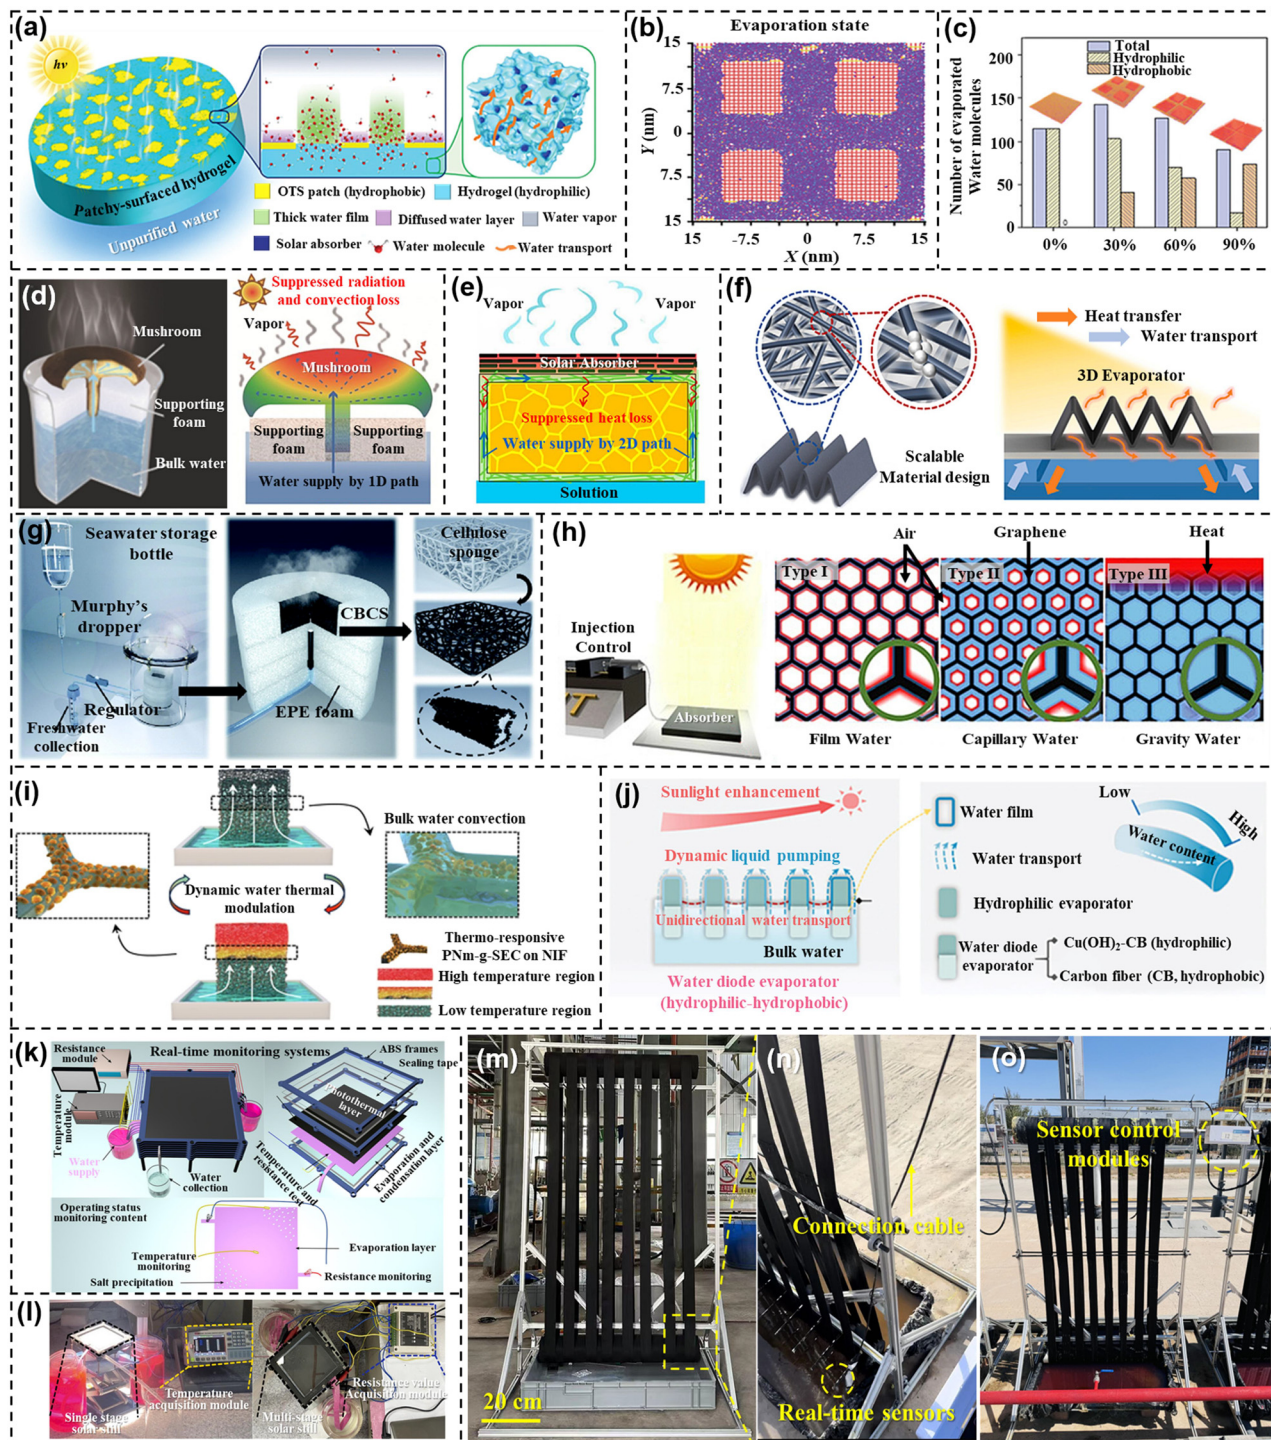 (a)
hv
Patchy-surfaced hydrogel
Unpurified water
OTS patch (hydrophobic)
Hydrogel (hydrophilic)
Thick water film
Diffused water layer
Water vapor
Solar absorber
Water molecule
Water transport
(b)
Evaporation state
15
7.5
0
7.5
15
Y (nm)
15
-7.5
0
7.5
15
X (nm)
(c)
200
150
100
50
0
Number of evaporated
Water molecules
Total
Hydrophilic
Hydrophobic
0
0%
30%
60%
90%
(d)
Mushroom
Supporting
foam
Bulk water
Suppressed radiation
and convection loss
Vapor
Mushroom
Supporting
foam
Supporting
foam
Water supply by 1D path
(e)
Vapor
Vapor
Solar Absorber
Suppressed heat loss
Water supply by 2D path
Solution
(f)
Scalable
Material design
Heat transfer
Water transport
3D Evaporator
(g)
Seawater storage
bottle
Murphy's
dropper
Regulator
Freshwater
collection
CBCS
EPE foam
Cellulose
sponge
(h)
Injection
Control
Absorber
Air
Graphene
Heat
Type I
Type II
Type III
Film Water
Capillary Water
Gravity Water
(i)
Bulk water convection
Dynamic water thermal
modulation
Thermo-responsive
PNm-g-SEC on NIF
High temperature region
Low temperature region
(j)
Sunlight enhancement
Dynamic liquid pumping
Unidirectional water transport
Bulk water
Water diode evaporator
(hydrophilic-hydrophobic)
Water film
Water transport
Hydrophilic evaporator
Water diode
evaporator
Cu(OH)₂-CB (hydrophilic)
Carbon fiber (CB, hydrophobic)
Low
High
Water content
(k)
Real-time monitoring systems
Resistance
module
Temperature
module
Water
supply
Water
collection
ABS frames
Sealing tape
Photothermal
layer
Temperature and
resistance test
Evaporation and
condensation layer
Operating status
monitoring content
Temperature
monitoring
Salt precipitation
Evaporation layer
Resistance monitoring
(l)
Single stage
solar still
Temperature
acquisition module
Multi-stage
solar still
Resistance value
Acquisition module
(m)
20 cm
(n)
Connection cable
Real-time sensors
(o)
Sensor control
modules